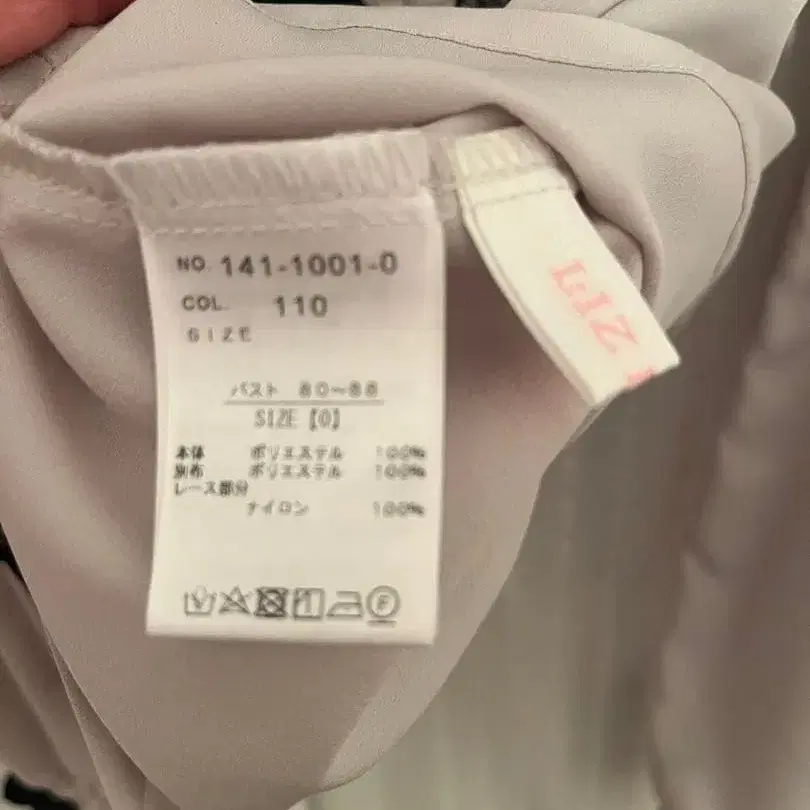 NO. 141-1001-0
COL. 110
SIZE
バスト 80~88
SIZE [0]
本体 ポリエステル 100%
別布 ポリエステル 100%
レース部分
ナイロン 100%
F
LIZ